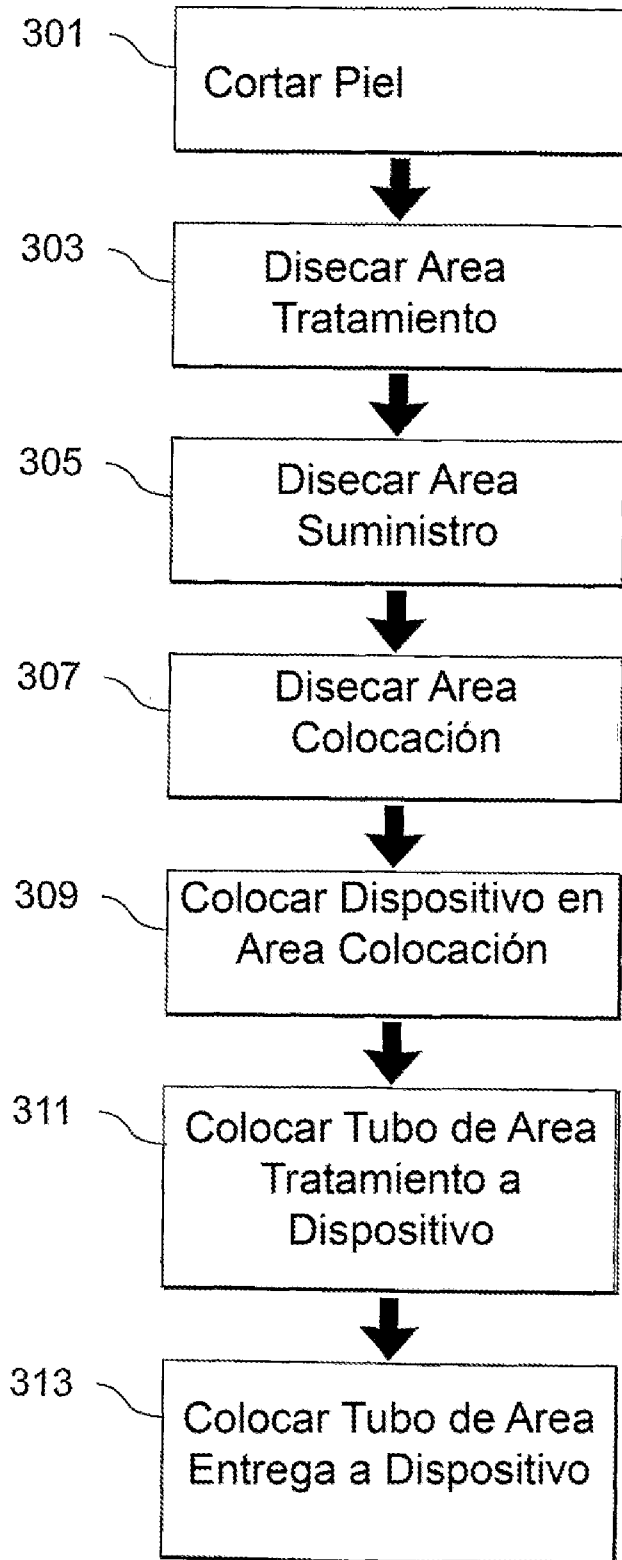 301
Cortar Piel
303
Disecar Area
Tratamiento
305
Disecar Area
Suministro
307
Disecar Area
Colocación
309
Colocar Dispositivo en
Area Colocación
311
Colocar Tubo de Area
Tratamiento a
Dispositivo
313
Colocar Tubo de Area
Entrega a Dispositivo